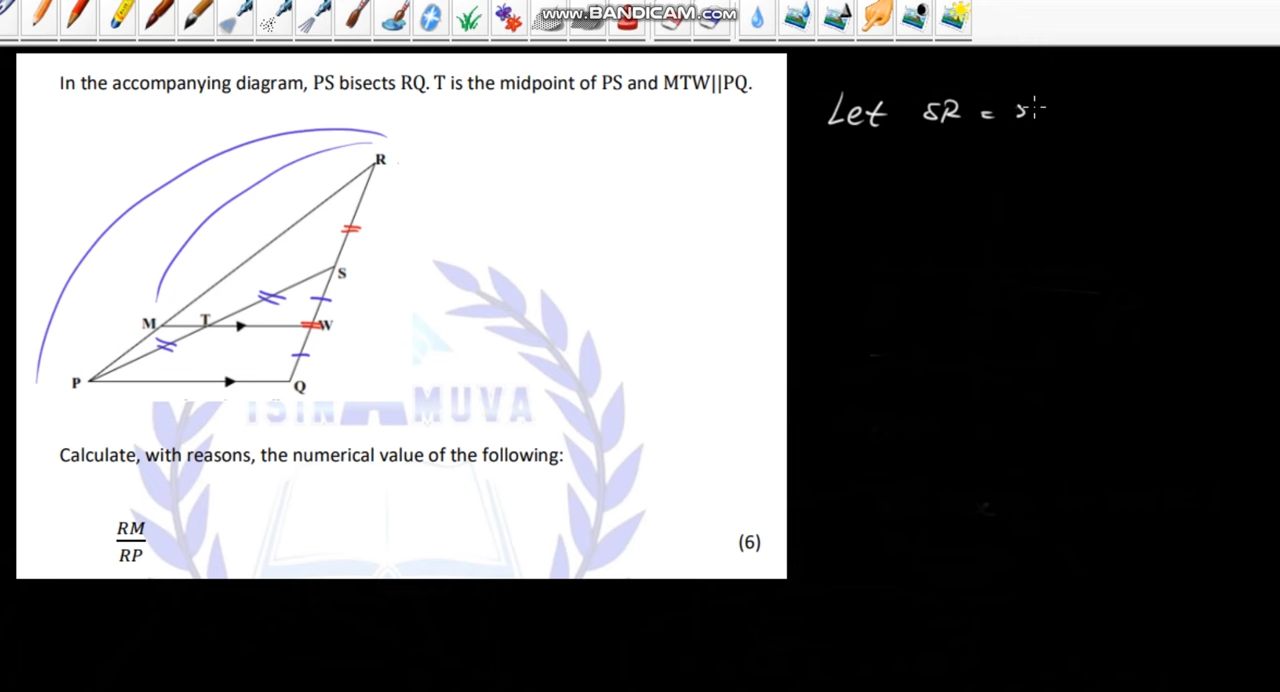 www.BANDICAM.com
In the accompanying diagram, PS bisects RQ. T is the midpoint of PS and MTW||PQ.
Let SR = s
R
S
M T W
P Q
ISINAMUVA
Calculate, with reasons, the numerical value of the following:
RM
RP
(6)